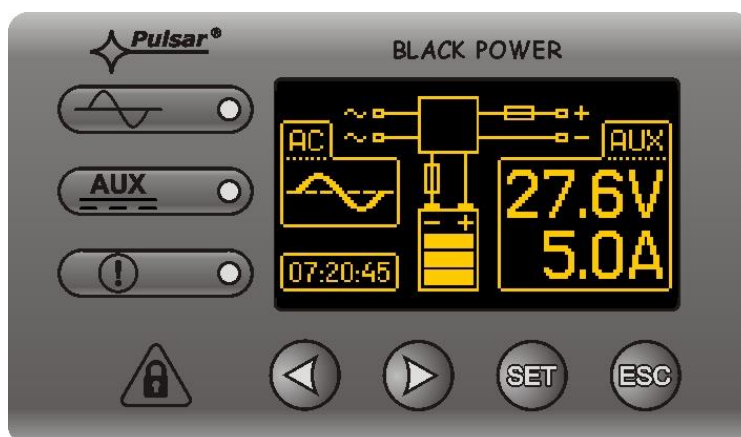 Pulsar®
BLACK POWER
AC
~
~
+
-
AUX
AUX
27.6V
5.0A
- +
07:20:45
!
SET
ESC